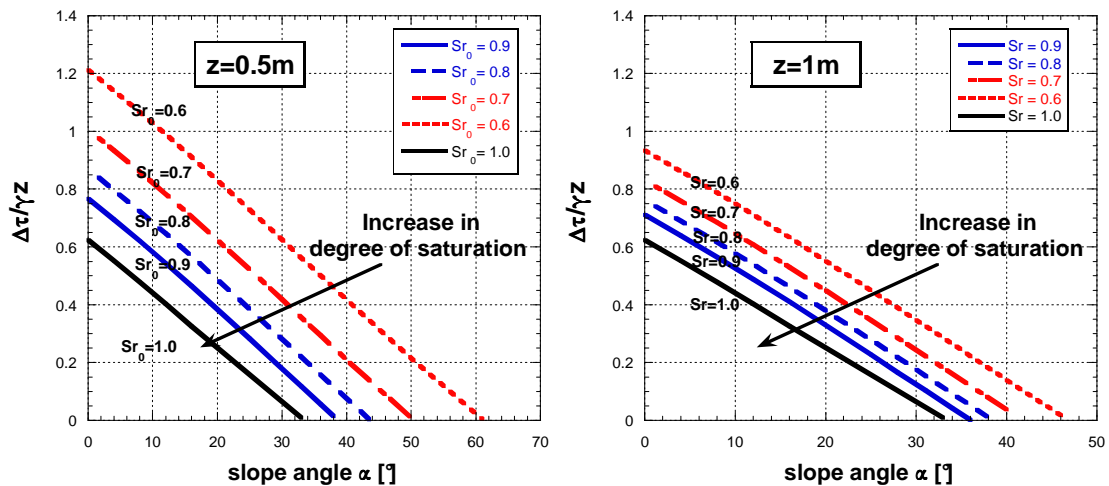 z=0.5m
Sr0 = 0.9
Sr0 = 0.8
Sr0 = 0.7
Sr0 = 0.6
Sr0 = 1.0
Δτ/γz
1.4
1.2
1
0.8
0.6
0.4
0.2
0
Sr0=0.6
Sr0=0.7
Sr0=0.8
Sr0=0.9
Sr0=1.0
Increase in
degree of saturation
0 10 20 30 40 50 60 70
slope angle α [°]
z=1m
Sr = 0.9
Sr = 0.8
Sr = 0.7
Sr = 0.6
Sr = 1.0
Δτ/γz
1.4
1.2
1
0.8
0.6
0.4
0.2
0
Sr=0.6
Sr=0.7
Sr=0.8
Sr=0.9
Sr=1.0
Increase in
degree of saturation
0 10 20 30 40 50
slope angle α [°]